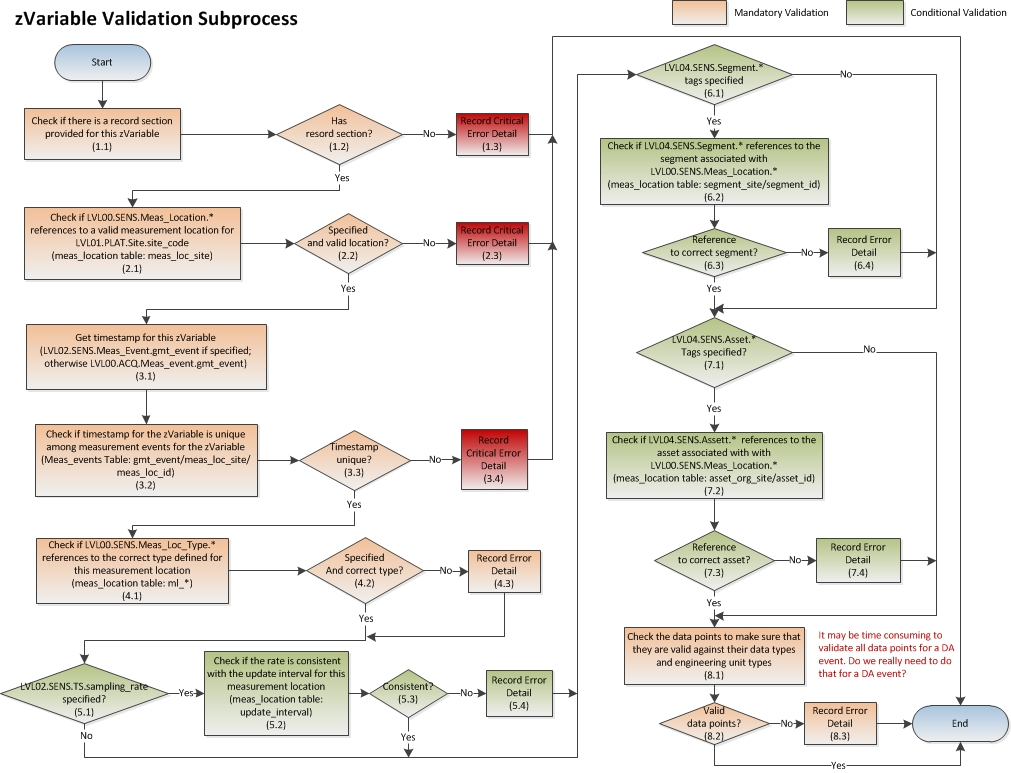 zVariable Validation Subprocess
Mandatory Validation
Conditional Validation
Start
Check if there is a record section
provided for this zVariable
(1.1)
Has
resord section?
(1.2)
No
Record Critical
Error Detail
(1.3)
Yes
Check if LVL00.SENS.Meas_Location.*
references to a valid measurement location for
LVL01.PLAT.Site.site_code
(meas_location table: meas_loc_site)
(2.1)
Specified
and valid location?
(2.2)
No
Record Critical
Error Detail
(2.3)
Yes
Get timestamp for this zVariable
(LVL02.SENS.Meas_Event.gmt_event if specified;
otherwise LVL00.ACQ.Meas_event.gmt_event)
(3.1)
Check if timestamp for the zVariable is unique
among measurement events for the zVariable
(Meas_events Table: gmt_event/meas_loc_site/
meas_loc_id)
(3.2)
Timestamp
unique?
(3.3)
No
Record
Critical Error
Detail
(3.4)
Yes
Check if LVL00.SENS.Meas_Loc_Type.*
references to the correct type defined for
this measurement location
(meas_location table: ml_*)
(4.1)
Specified
And correct type?
(4.2)
No
Record Error
Detail
(4.3)
Yes
LVL02.SENS.TS.sampling_rate
specified?
(5.1)
Yes
No
Check if the rate is consistent
with the update interval for this
measurement location
(meas_location table:
update_interval)
(5.2)
Consistent?
(5.3)
No
Record Error
Detail
(5.4)
Yes
LVL04.SENS.Segment.*
tags specified
(6.1)
No
Yes
Check if LVL04.SENS.Segment.* references to the
segment associated with
LVL00.SENS.Meas_Location.*
(meas_location table: segment_site/segment_id)
(6.2)
Reference
to correct segment?
(6.3)
No
Record Error
Detail
(6.4)
Yes
LVL04.SENS.Asset.*
Tags specified?
(7.1)
No
Yes
Check if LVL04.SENS.Assett.* references to the
asset associated with with
LVL00.SENS.Meas_Location.*
(meas_location table: asset_org_site/asset_id)
(7.2)
Reference
to correct asset?
(7.3)
No
Record Error
Detail
(7.4)
Yes
Check the data points to make sure that
they are valid against their data types
and engineering unit types
(8.1)
It may be time consuming to
validate all data points for a DA
event. Do we really need to do
that for a DA event?
Valid
data points?
(8.2)
No
Record Error
Detail
(8.3)
End
Yes